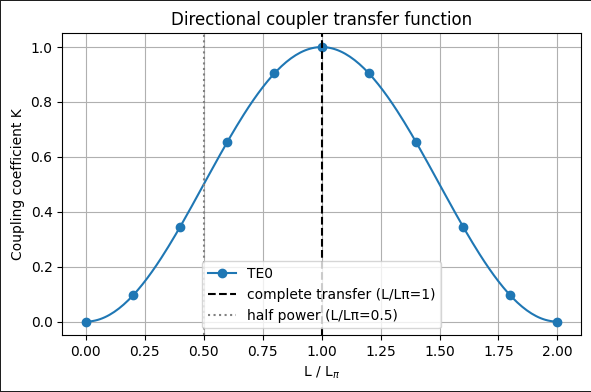 Directional coupler transfer function
Coupling coefficient K
1.0
0.8
0.6
0.4
0.2
0.0
TE0
complete transfer (L/Lπ=1)
half power (L/Lπ=0.5)
0.00 0.25 0.50 0.75 1.00 1.25 1.50 1.75 2.00
L / Lπ